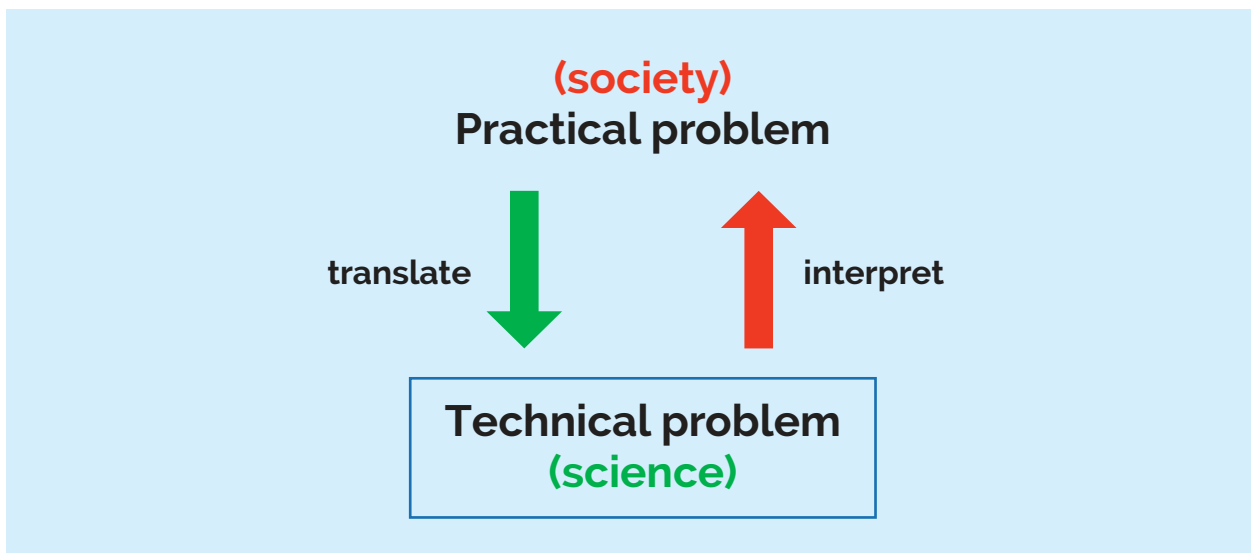 (society)
Practical problem
translate
interpret
Technical problem
(science)